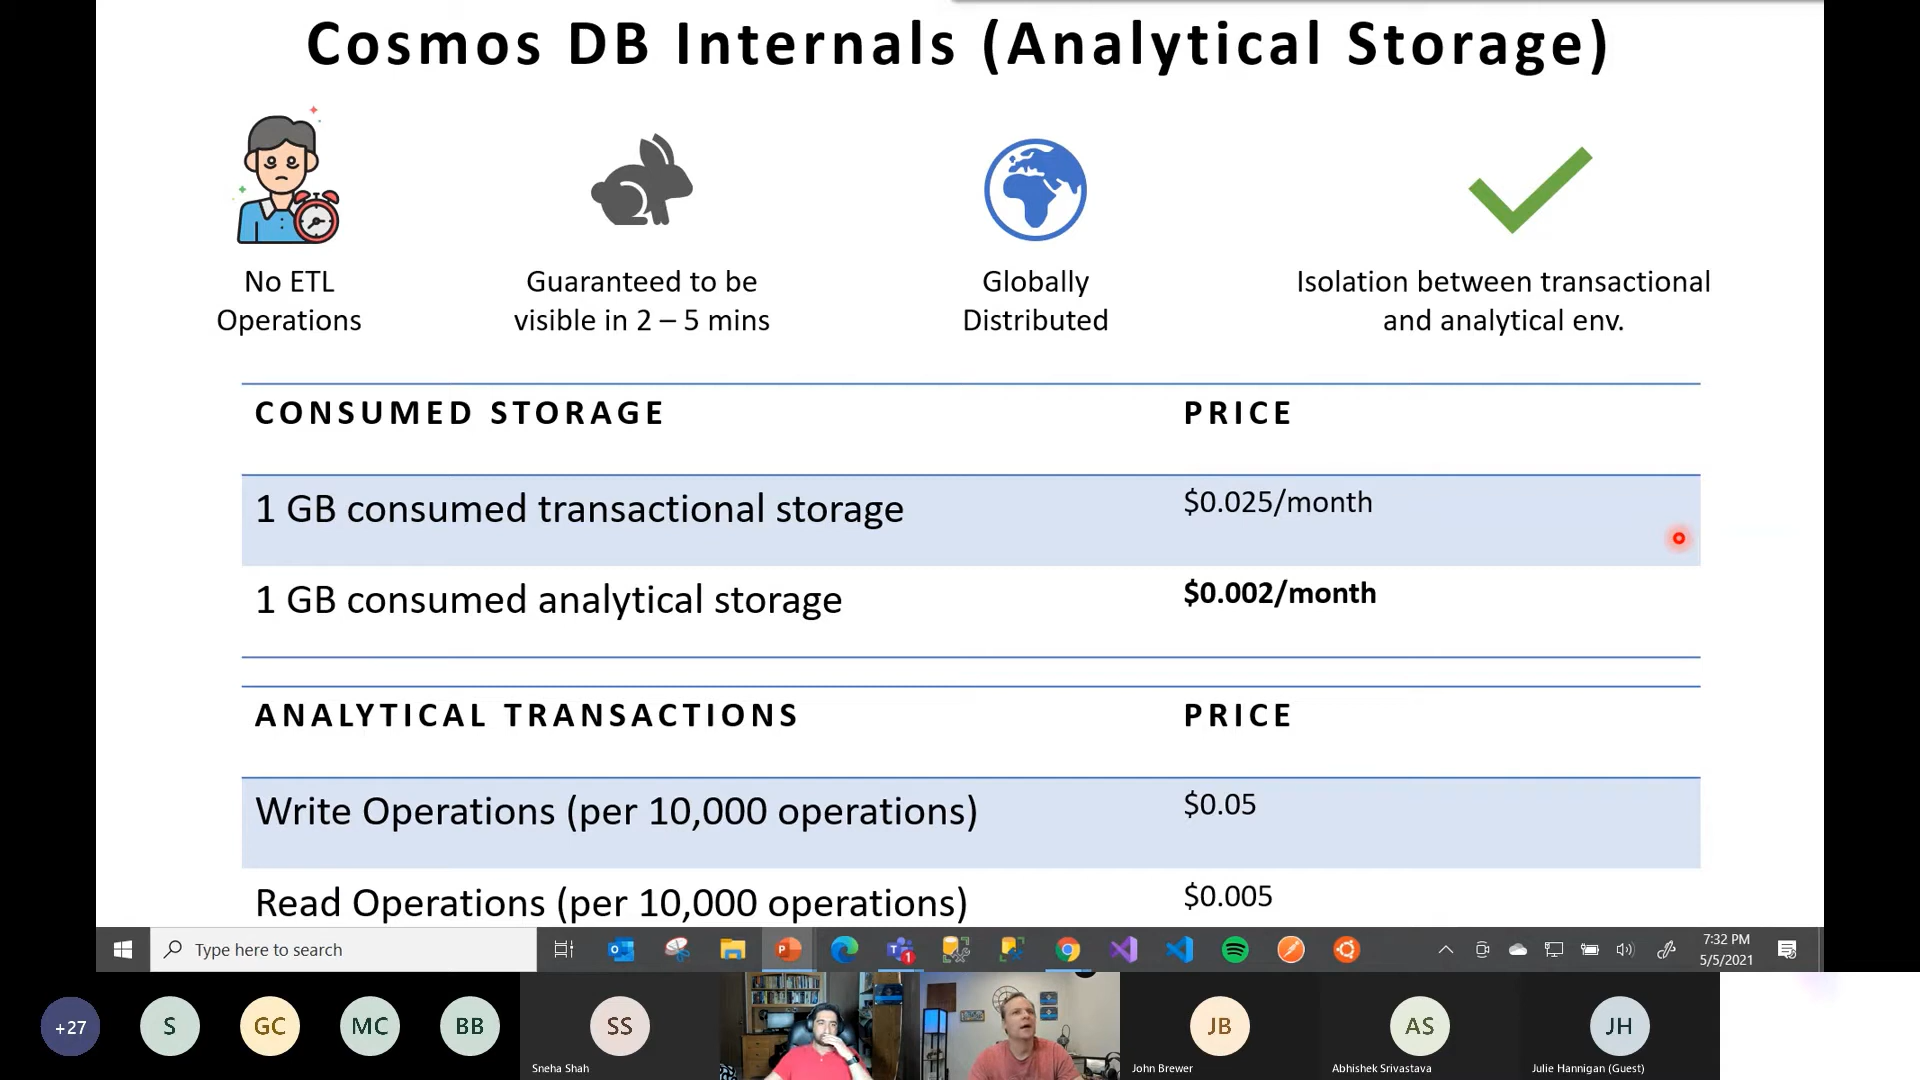 Cosmos DB Internals (Analytical Storage)
No ETL
Operations
Guaranteed to be
visible in 2 – 5 mins
Globally
Distributed
Isolation between transactional
and analytical env.
CONSUMED STORAGE PRICE
1 GB consumed transactional storage $0.025/month
1 GB consumed analytical storage $0.002/month
ANALYTICAL TRANSACTIONS PRICE
Write Operations (per 10,000 operations) $0.05
Read Operations (per 10,000 operations) $0.005
Type here to search
1
7:32 PM
5/5/2021
+27
S
GC
MC
BB
SS
Sneha Shah
JB
John Brewer
AS
Abhishek Srivastava
JH
Julie Hannigan (Guest)